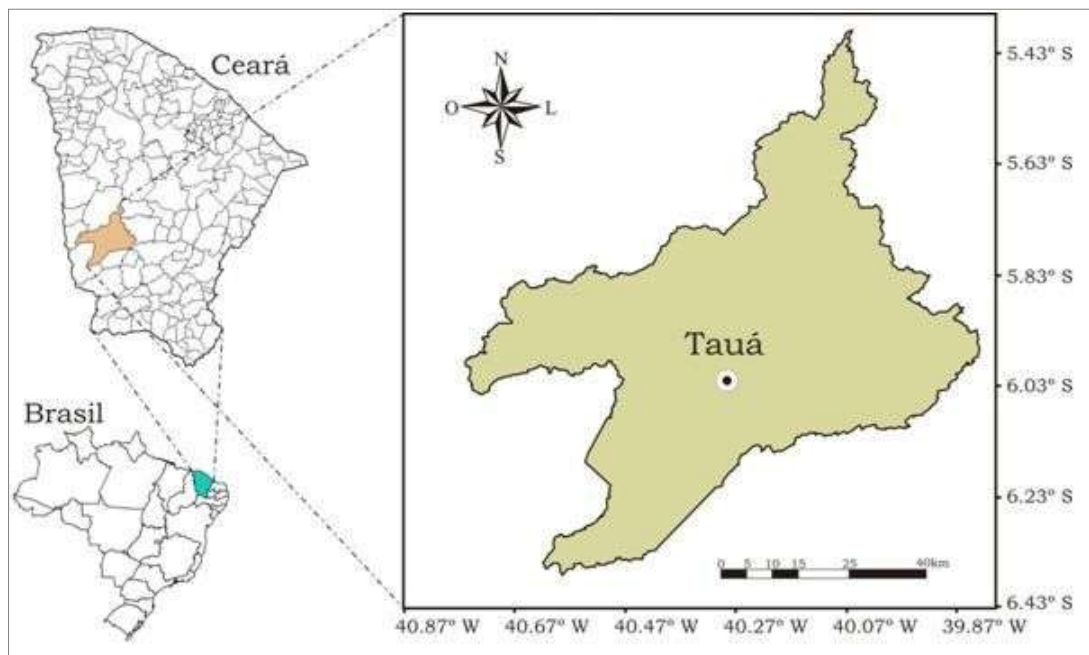 Ceará
Brasil
N
O L
S
Tauá
0 5 10 15 25 40km
5.43° S
5.63° S
5.83° S
6.03° S
6.23° S
6.43° S
40.87° W 40.67° W 40.47° W 40.27° W 40.07° W 39.87° W